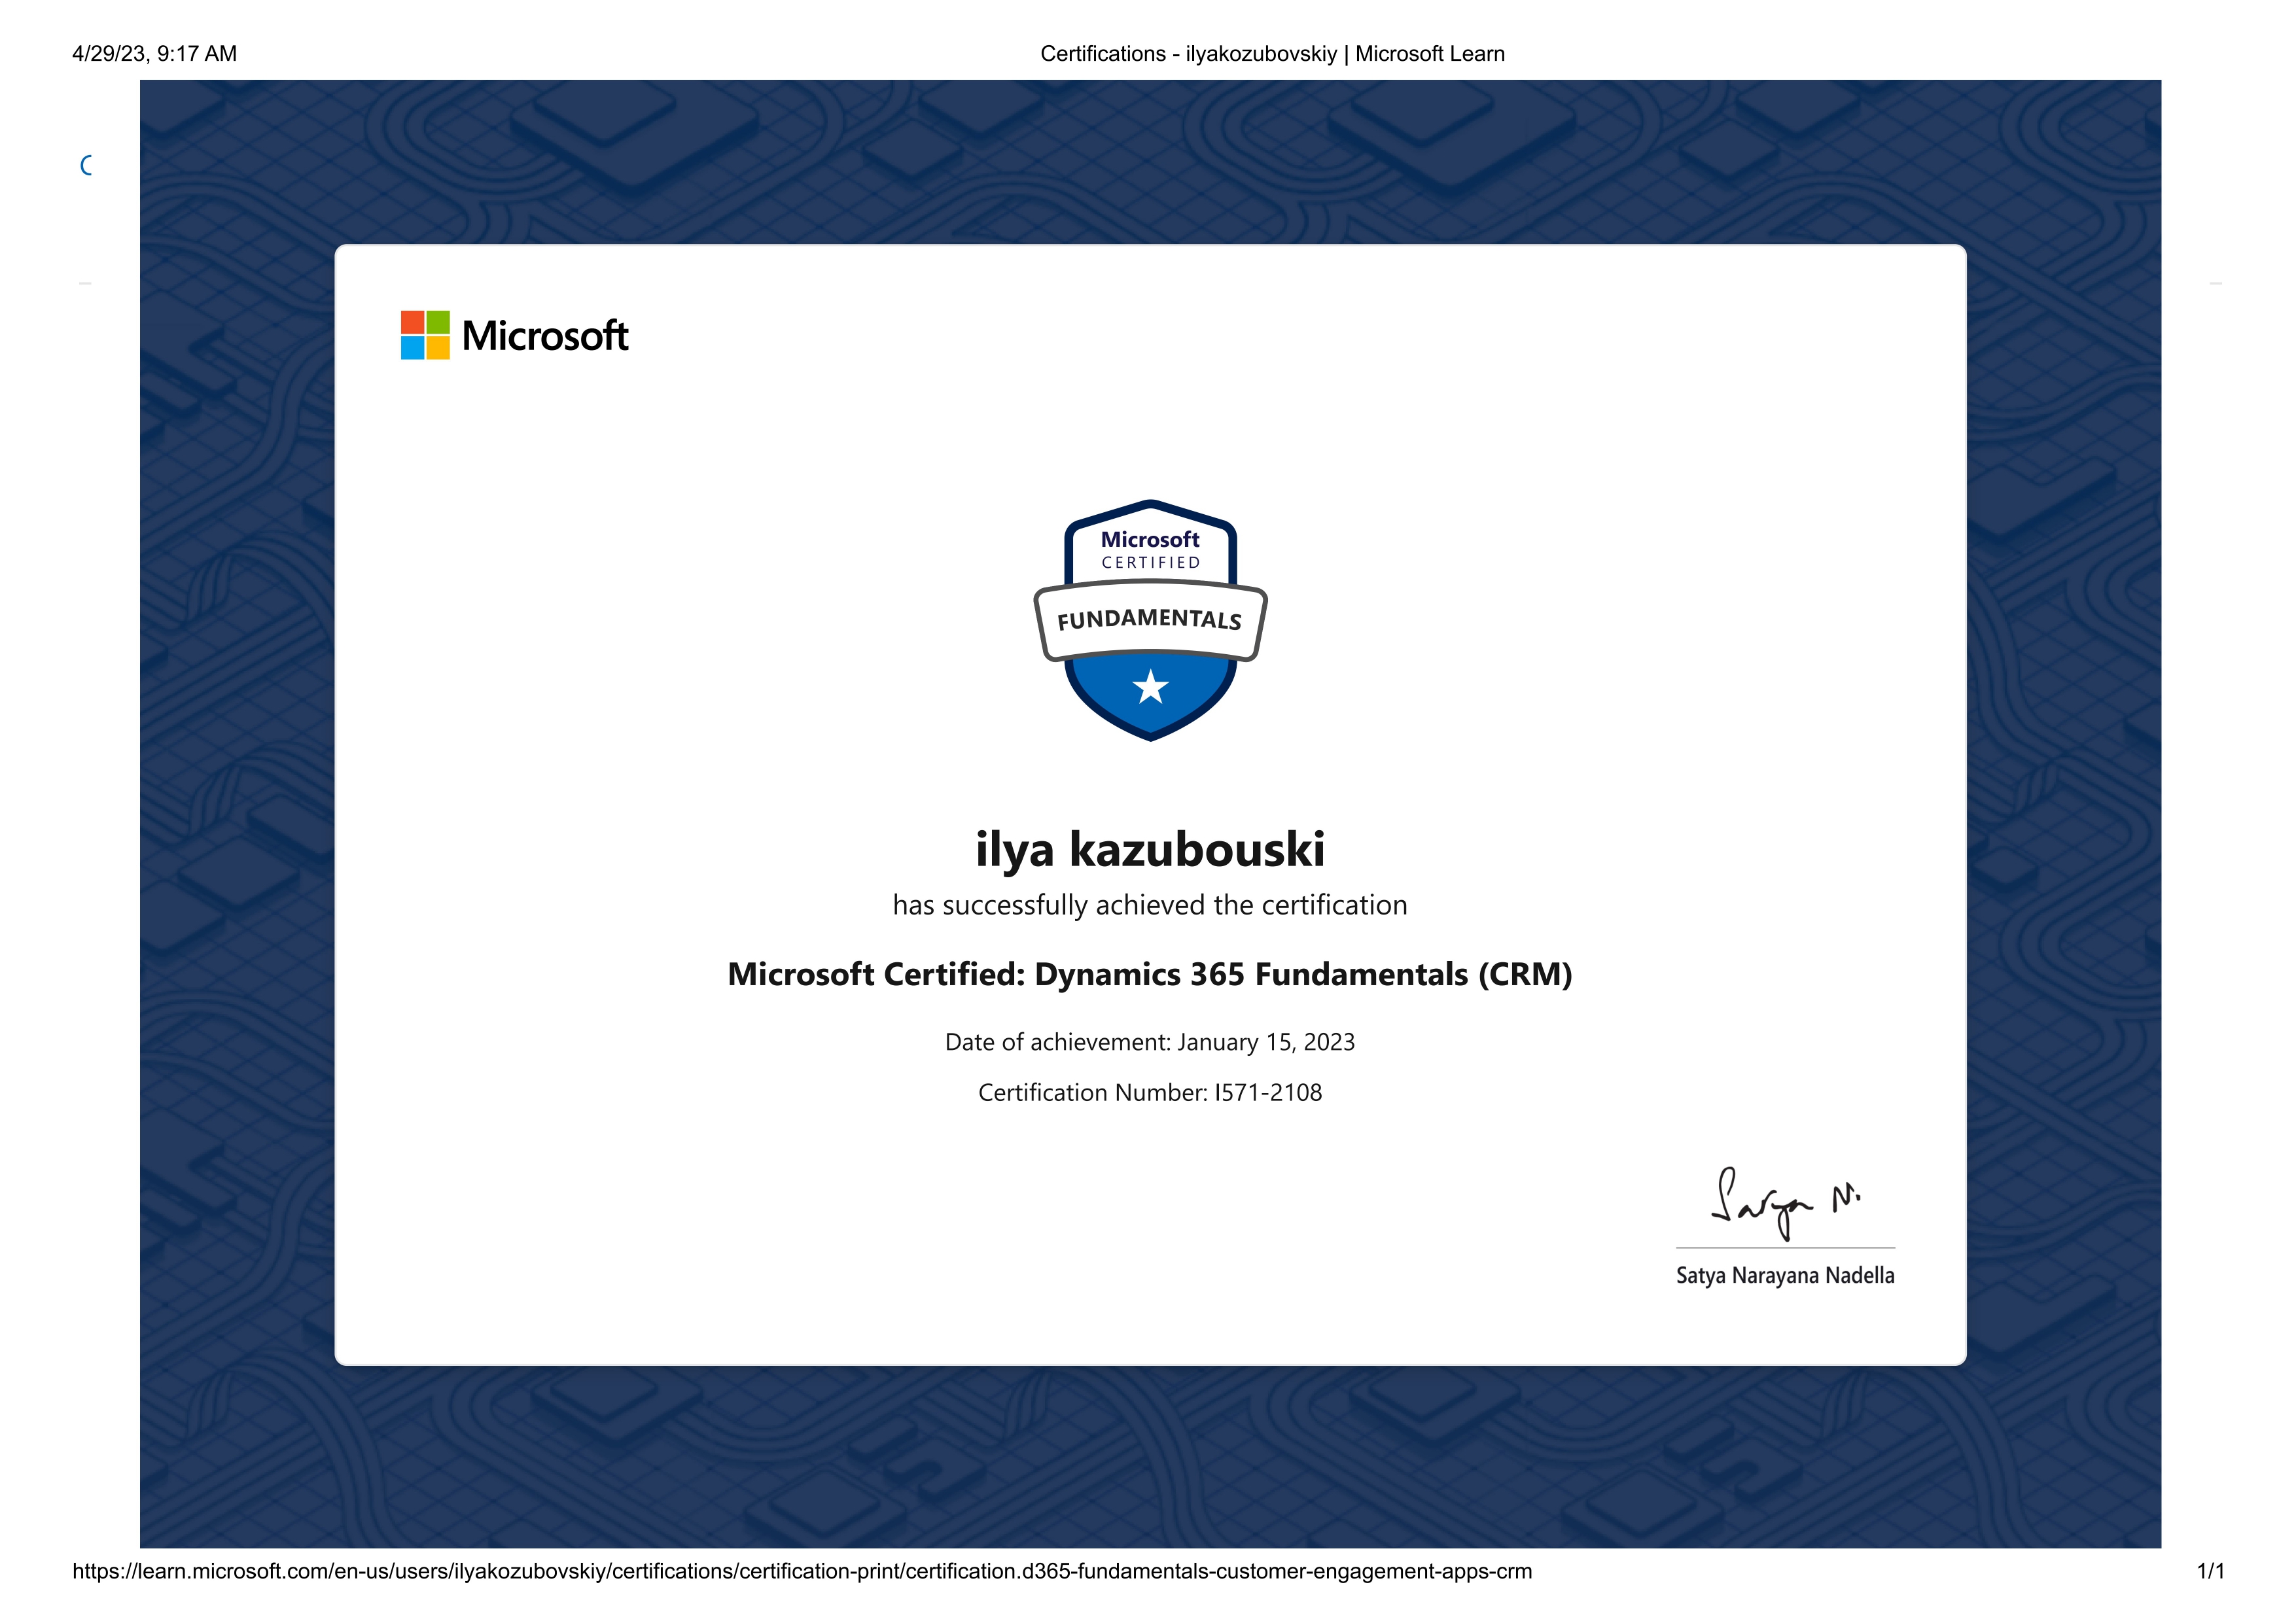 4/29/23, 9:17 AM
Certifications - ilyakozubovskiy | Microsoft Learn
Microsoft
Microsoft
CERTIFIED
FUNDAMENTALS
ilya kazubouski
has successfully achieved the certification
Microsoft Certified: Dynamics 365 Fundamentals (CRM)
Date of achievement: January 15, 2023
Certification Number: I571-2108
Satya N.
Satya Narayana Nadella
https://learn.microsoft.com/en-us/users/ilyakozubovskiy/certifications/certification-print/certification.d365-fundamentals-customer-engagement-apps-crm
1/1